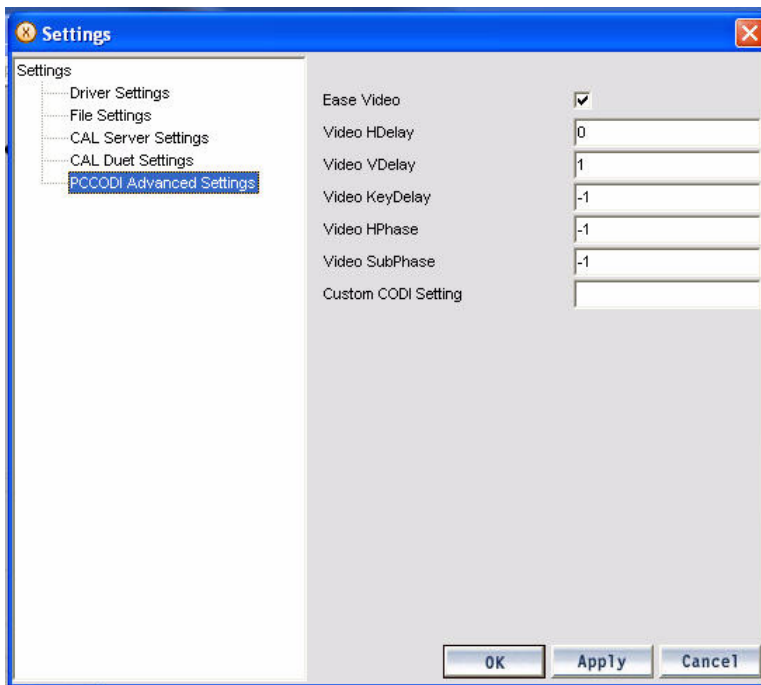 Settings
Settings
Driver Settings
File Settings
CAL Server Settings
CAL Duet Settings
PCCODI Advanced Settings
Ease Video
Video HDelay 0
Video VDelay 1
Video KeyDelay -1
Video HPhase -1
Video SubPhase -1
Custom CODI Setting
OK Apply Cancel